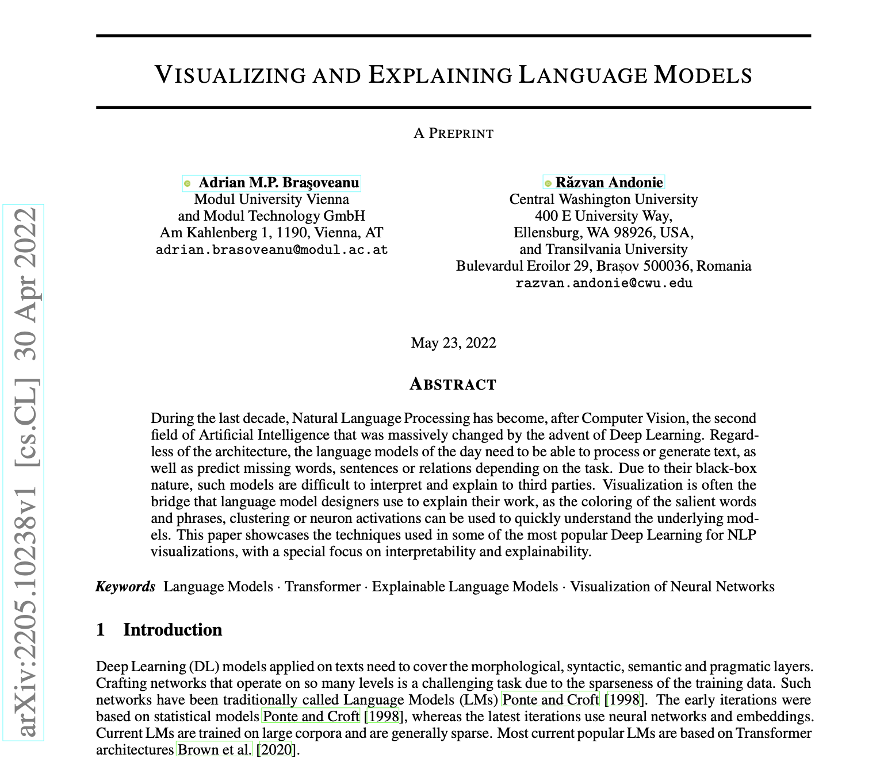 VISUALIZING AND EXPLAINING LANGUAGE MODELS
A PREPRINT
Adrian M.P. Braşoveanu
Modul University Vienna
and Modul Technology GmbH
Am Kahlenberg 1, 1190, Vienna, AT
adrian.brasoveanu@modul.ac.at
Răzvan Andonie
Central Washington University
400 E University Way,
Ellensburg, WA 98926, USA,
and Transilvania University
Bulevardul Eroilor 29, Braşov 500036, Romania
razvan.andonie@cwu.edu
May 23, 2022
ABSTRACT
During the last decade, Natural Language Processing has become, after Computer Vision, the second
field of Artificial Intelligence that was massively changed by the advent of Deep Learning. Regard-
less of the architecture, the language models of the day need to be able to process or generate text, as
well as predict missing words, sentences or relations depending on the task. Due to their black-box
nature, such models are difficult to interpret and explain to third parties. Visualization is often the
bridge that language model designers use to explain their work, as the coloring of the salient words
and phrases, clustering or neuron activations can be used to quickly understand the underlying mod-
els. This paper showcases the techniques used in some of the most popular Deep Learning for NLP
visualizations, with a special focus on interpretability and explainability.
Keywords Language Models · Transformer · Explainable Language Models · Visualization of Neural Networks
1 Introduction
Deep Learning (DL) models applied on texts need to cover the morphological, syntactic, semantic and pragmatic layers.
Crafting networks that operate on so many levels is a challenging task due to the sparseness of the training data. Such
networks have been traditionally called Language Models (LMs) Ponte and Croft [1998]. The early iterations were
based on statistical models Ponte and Croft [1998], whereas the latest iterations use neural networks and embeddings.
Current LMs are trained on large corpora and are generally sparse. Most current popular LMs are based on Transformer
architectures Brown et al. [2020].
arXiv:2205.10238v1 [cs.CL] 30 Apr 2022